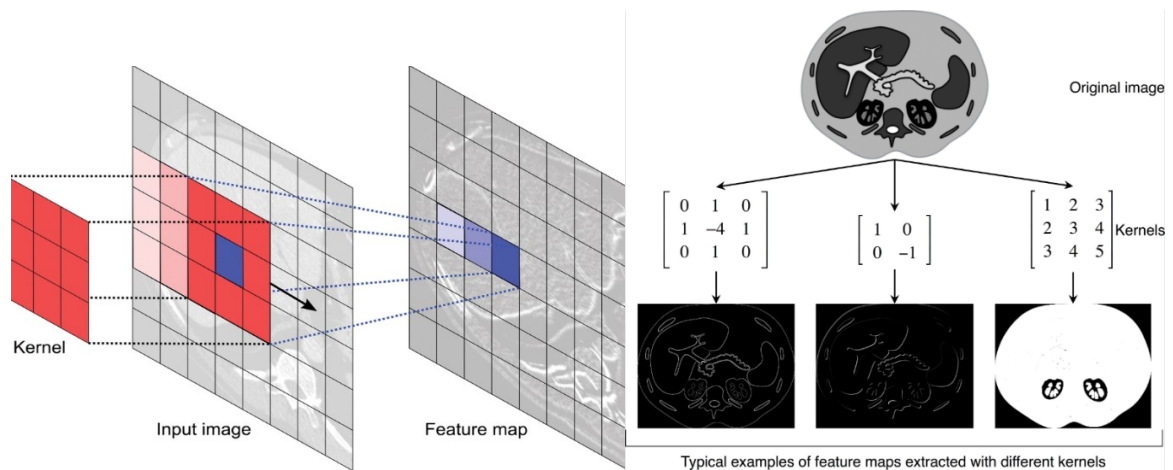 Kernel
Input image
Feature map
Original image
0 1 0
1 −4 1
0 1 0
1 0
0 −1
1 2 3
2 3 4
3 4 5
Kernels
Typical examples of feature maps extracted with different kernels